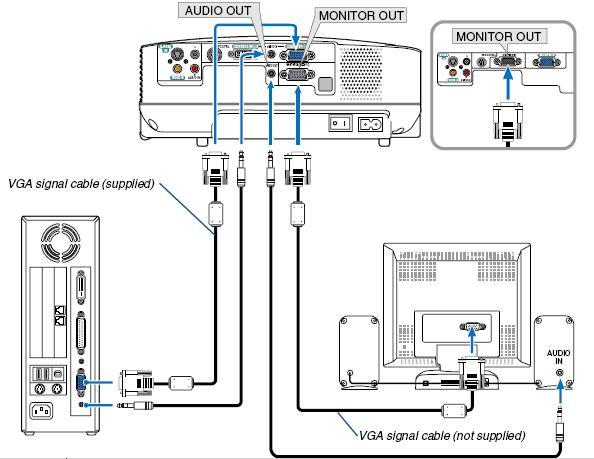 AUDIO OUT
MONITOR OUT
MONITOR OUT
VGA signal cable (supplied)
AUDIO
IN
VGA signal cable (not supplied)